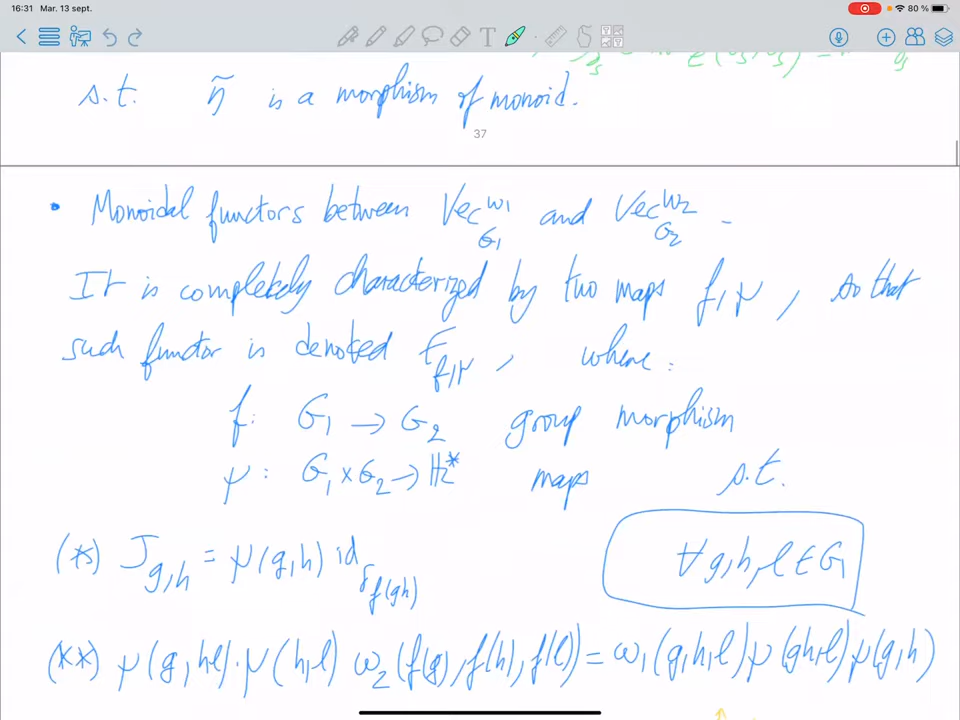 16:31 Mar. 13 sept.
80 %
s.t. η̃ is a morphism of monoid.
37
• Monoidal functors between Vec_{G1}^{ω1} and Vec_{G2}^{ω2}
It is completely characterized by two maps f, μ, so that
such functor is denoted F_{f,μ}, where:
f: G1 → G2 group morphism
μ: G1 × G2 → k^* maps s.t.
(*) J_{g,h} = μ(g,h) id_{δ_{f(gh)}}
∀ g,h,l ∈ G1
(**) μ(g,hl) · μ(h,l) ω2(f(g), f(h), f(l)) = ω1(g,h,l) μ(gh,l) μ(g,h)